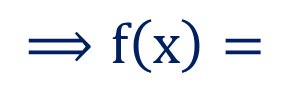 ⟹ f(x) =